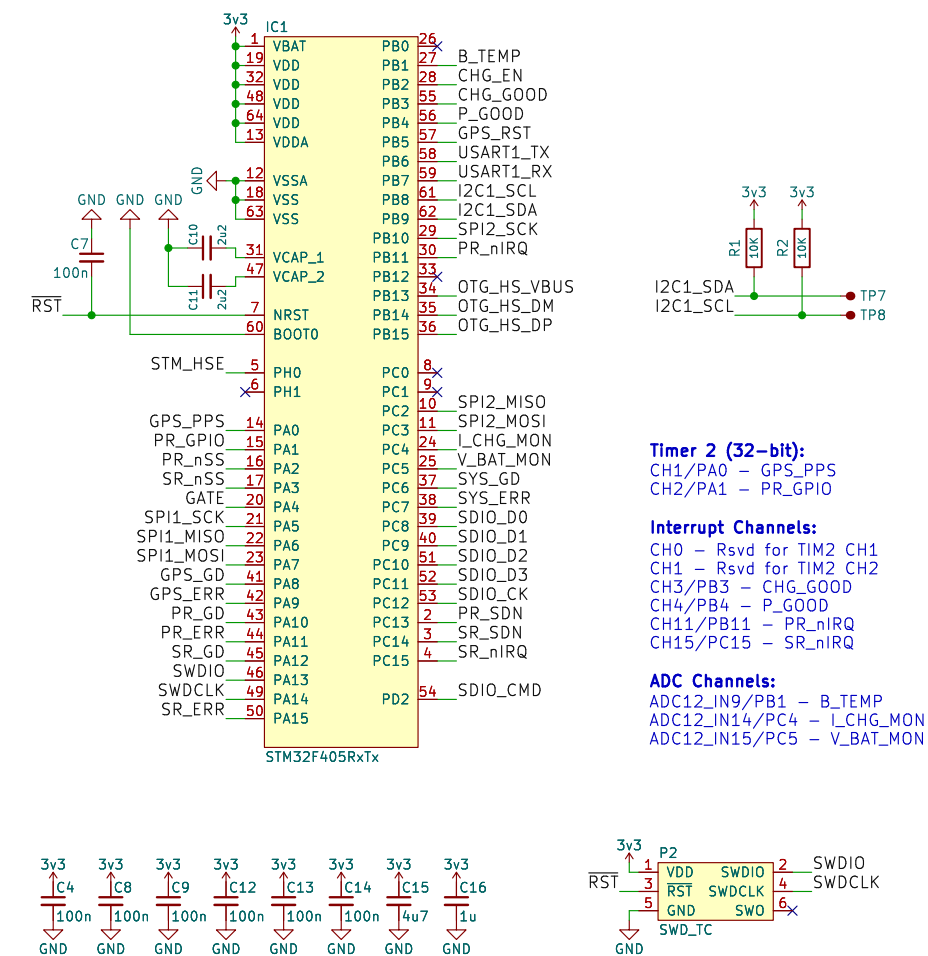 3v3
IC1
1 VBAT PB0 26
19 VDD PB1 27 B_TEMP
32 VDD PB2 28 CHG_EN
48 VDD PB3 55 CHG_GOOD
64 VDD PB4 56 P_GOOD
13 VDDA PB5 57 GPS_RST
PB6 58 USART1_TX
GND 12 VSSA PB7 59 USART1_RX
18 VSS PB8 61 I2C1_SCL
63 VSS PB9 62 I2C1_SDA
GND GND GND
PB10 29 SPI2_SCK
C10 2u2 31 VCAP_1 PB11 30 PR_nIRQ
C7 100n
C11 2u2 47 VCAP_2 PB12 33
PB13 34 OTG_HS_VBUS
RST 7 NRST PB14 35 OTG_HS_DM
60 BOOT0 PB15 36 OTG_HS_DP
STM_HSE 5 PH0 PC0 8
6 PH1 PC1 9
PC2 10 SPI2_MISO
GPS_PPS 14 PA0 PC3 11 SPI2_MOSI
PR_GPIO 15 PA1 PC4 24 I_CHG_MON
PR_nSS 16 PA2 PC5 25 V_BAT_MON
SR_nSS 17 PA3 PC6 37 SYS_GD
GATE 20 PA4 PC7 38 SYS_ERR
SPI1_SCK 21 PA5 PC8 39 SDIO_D0
SPI1_MISO 22 PA6 PC9 40 SDIO_D1
SPI1_MOSI 23 PA7 PC10 51 SDIO_D2
GPS_GD 41 PA8 PC11 52 SDIO_D3
GPS_ERR 42 PA9 PC12 53 SDIO_CK
PR_GD 43 PA10 PC13 2 PR_SDN
PR_ERR 44 PA11 PC14 3 SR_SDN
SR_GD 45 PA12 PC15 4 SR_nIRQ
SWDIO 46 PA13
SWDCLK 49 PA14 PD2 54 SDIO_CMD
SR_ERR 50 PA15
STM32F405RxTx
3v3 3v3
R1 10K R2 10K
I2C1_SDA TP7
I2C1_SCL TP8
Timer 2 (32-bit):
CH1/PA0 - GPS_PPS
CH2/PA1 - PR_GPIO
Interrupt Channels:
CH0 - Rsvd for TIM2 CH1
CH1 - Rsvd for TIM2 CH2
CH3/PB3 - CHG_GOOD
CH4/PB4 - P_GOOD
CH11/PB11 - PR_nIRQ
CH15/PC15 - SR_nIRQ
ADC Channels:
ADC12_IN9/PB1 - B_TEMP
ADC12_IN14/PC4 - I_CHG_MON
ADC12_IN15/PC5 - V_BAT_MON
3v3 3v3 3v3 3v3 3v3 3v3 3v3 3v3
C4 C8 C9 C12 C13 C14 C15 C16
100n 100n 100n 100n 100n 100n 4u7 1u
GND GND GND GND GND GND GND GND
3v3
P2
1 VDD SWDIO 2 SWDIO
RST 3 RST SWDCLK 4 SWDCLK
5 GND SWO 6
GND
SWD_TC